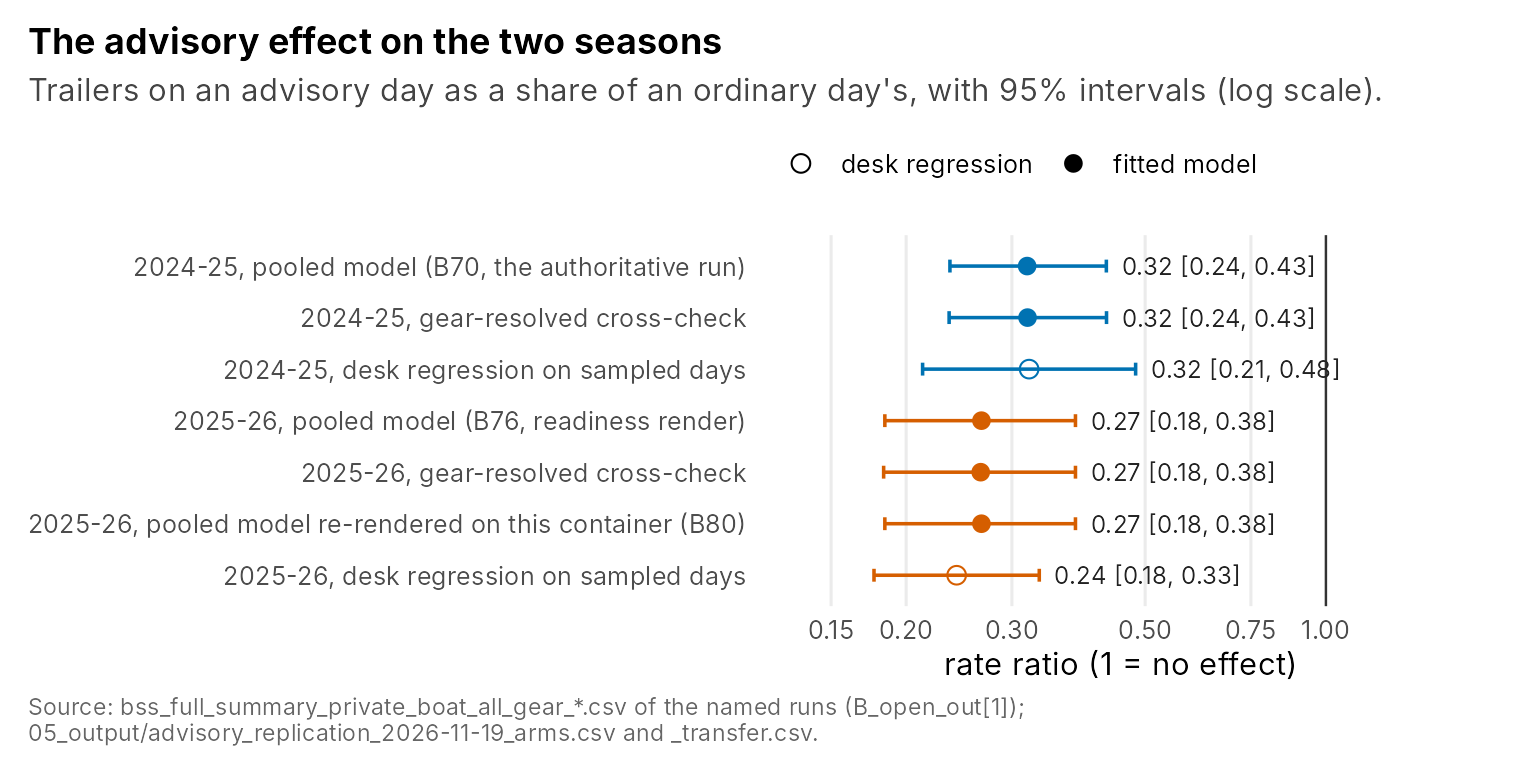 The advisory effect on the two seasons
Trailers on an advisory day as a share of an ordinary day's, with 95% intervals (log scale).
desk regression fitted model
2024-25, pooled model (B70, the authoritative run) 0.32 [0.24, 0.43]
2024-25, gear-resolved cross-check 0.32 [0.24, 0.43]
2024-25, desk regression on sampled days 0.32 [0.21, 0.48]
2025-26, pooled model (B76, readiness render) 0.27 [0.18, 0.38]
2025-26, gear-resolved cross-check 0.27 [0.18, 0.38]
2025-26, pooled model re-rendered on this container (B80) 0.27 [0.18, 0.38]
2025-26, desk regression on sampled days 0.24 [0.18, 0.33]
0.15 0.20 0.30 0.50 0.75 1.00
rate ratio (1 = no effect)
Source: bss_full_summary_private_boat_all_gear_*.csv of the named runs (B_open_out[1]);
05_output/advisory_replication_2026-11-19_arms.csv and _transfer.csv.